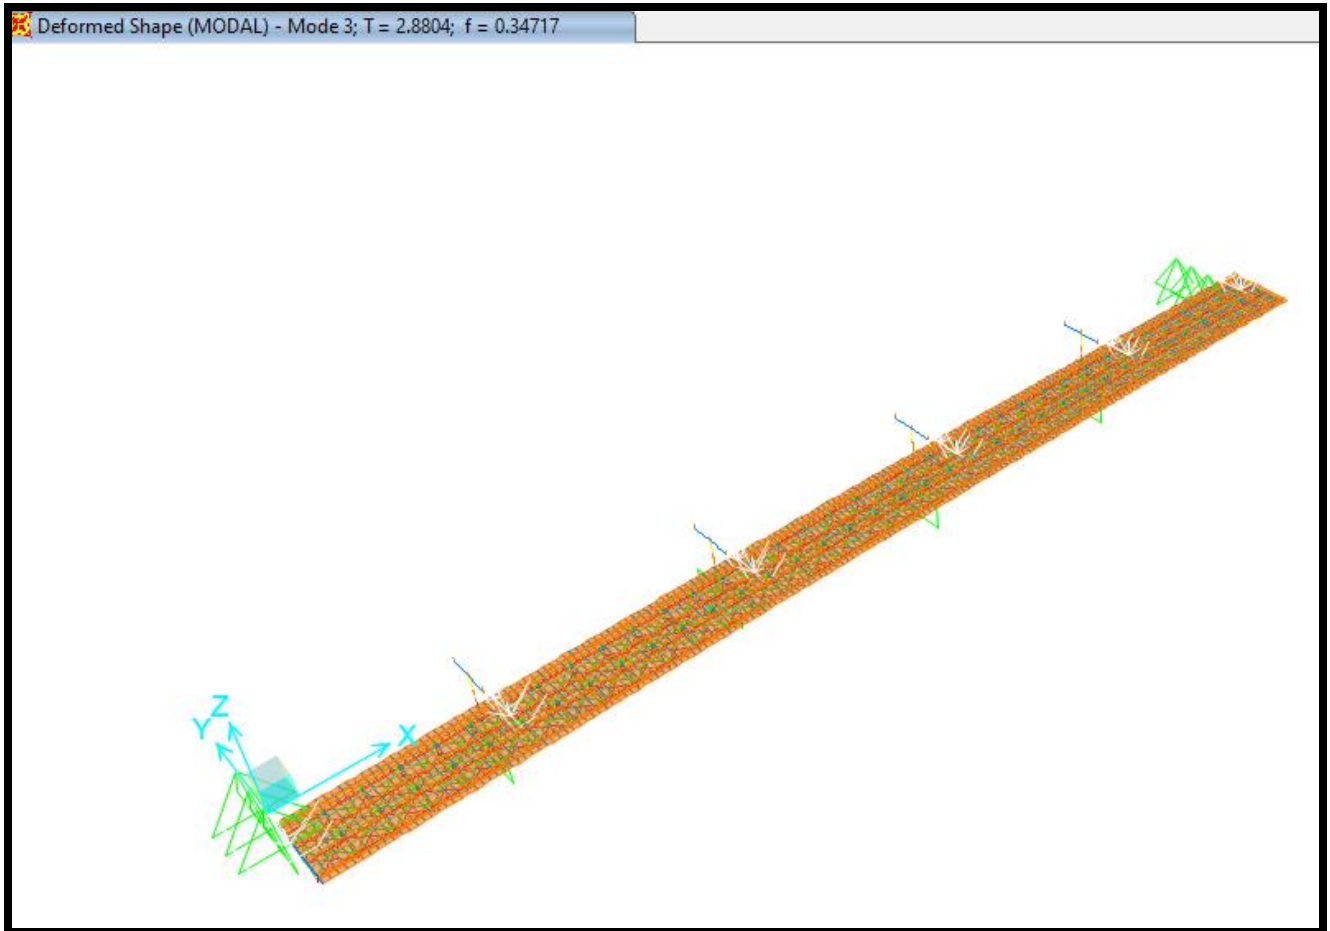 Deformed Shape (MODAL) - Mode 3; T = 2.8804; f = 0.34717
Z
Y
X